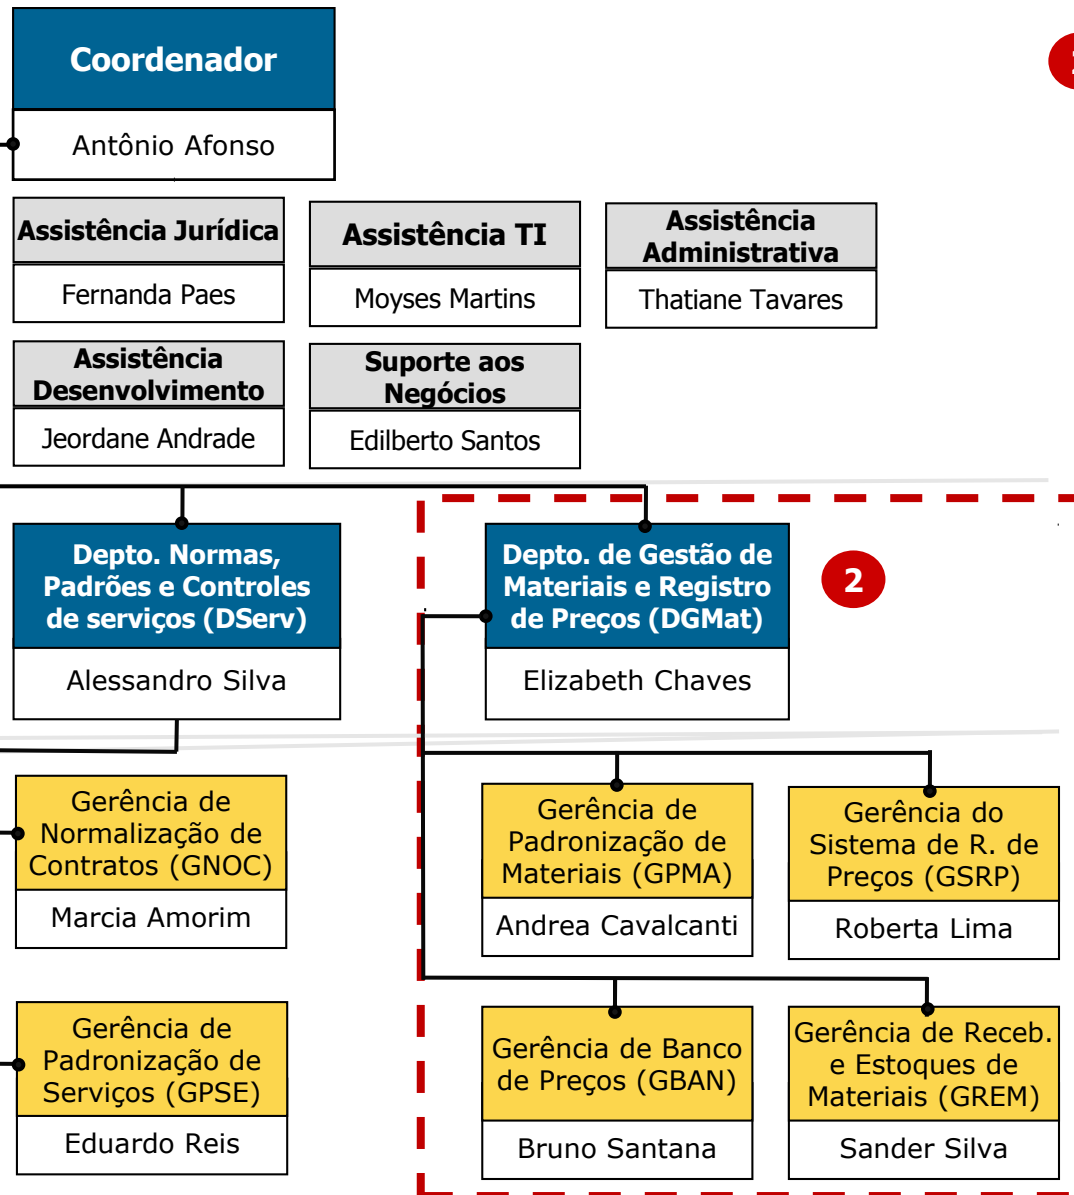 Coordenador
Antônio Afonso
Assistência Jurídica
Fernanda Paes
Assistência TI
Moyses Martins
Assistência
Administrativa
Thatiane Tavares
Assistência
Desenvolvimento
Jeordane Andrade
Suporte aos
Negócios
Edilberto Santos
Depto. Normas,
Padrões e Controles
de serviços (DServ)
Alessandro Silva
Depto. de Gestão de
Materiais e Registro
de Preços (DGMat)
Elizabeth Chaves
2
Gerência de
Normalização de
Contratos (GNOC)
Marcia Amorim
Gerência de
Padronização de
Materiais (GPMA)
Andrea Cavalcanti
Gerência do
Sistema de R. de
Preços (GSRP)
Roberta Lima
Gerência de
Padronização de
Serviços (GPSE)
Eduardo Reis
Gerência de Banco
de Preços (GBAN)
Bruno Santana
Gerência de Receb.
e Estoques de
Materiais (GREM)
Sander Silva